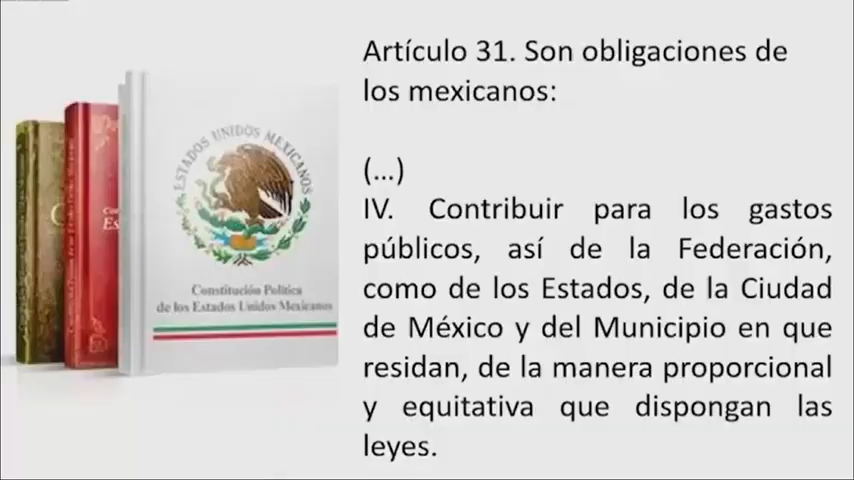 Artículo 31. Son obligaciones de
los mexicanos:
(...)
IV. Contribuir para los gastos
públicos, así de la Federación,
como de los Estados, de la Ciudad
de México y del Municipio en que
residan, de la manera proporcional
y equitativa que dispongan las
leyes.
ESTADOS UNIDOS MEXICANOS
Constitución Política
de los Estados Unidos Mexicanos